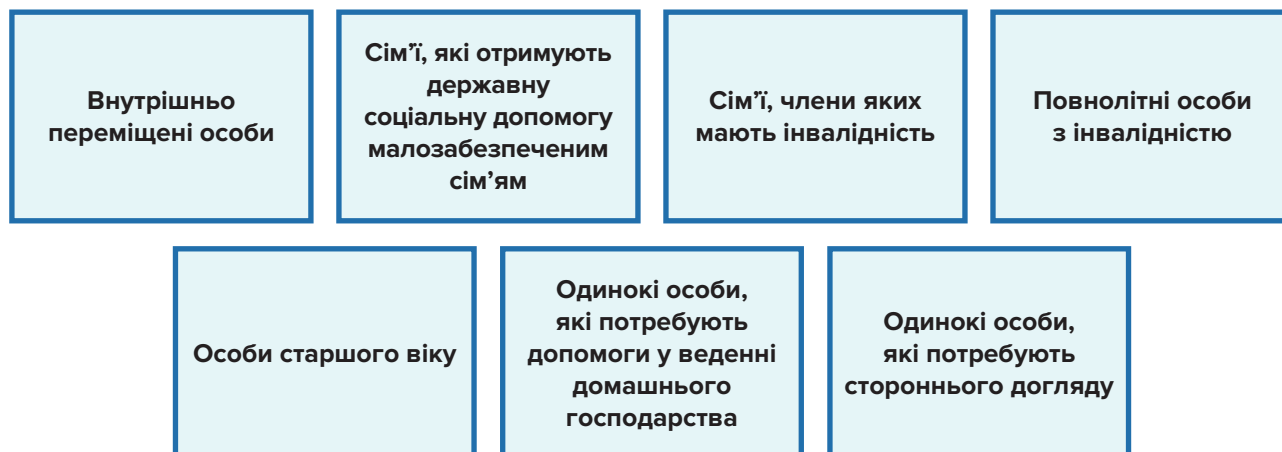 Внутрішньо
переміщені особи
Сім’ї, які отримують
державну
соціальну допомогу
малозабезпеченим
сім’ям
Сім’ї, члени яких
мають інвалідність
Повнолітні особи
з інвалідністю
Особи старшого віку
Одинокі особи,
які потребують
допомоги у веденні
домашнього
господарства
Одинокі особи,
які потребують
стороннього догляду